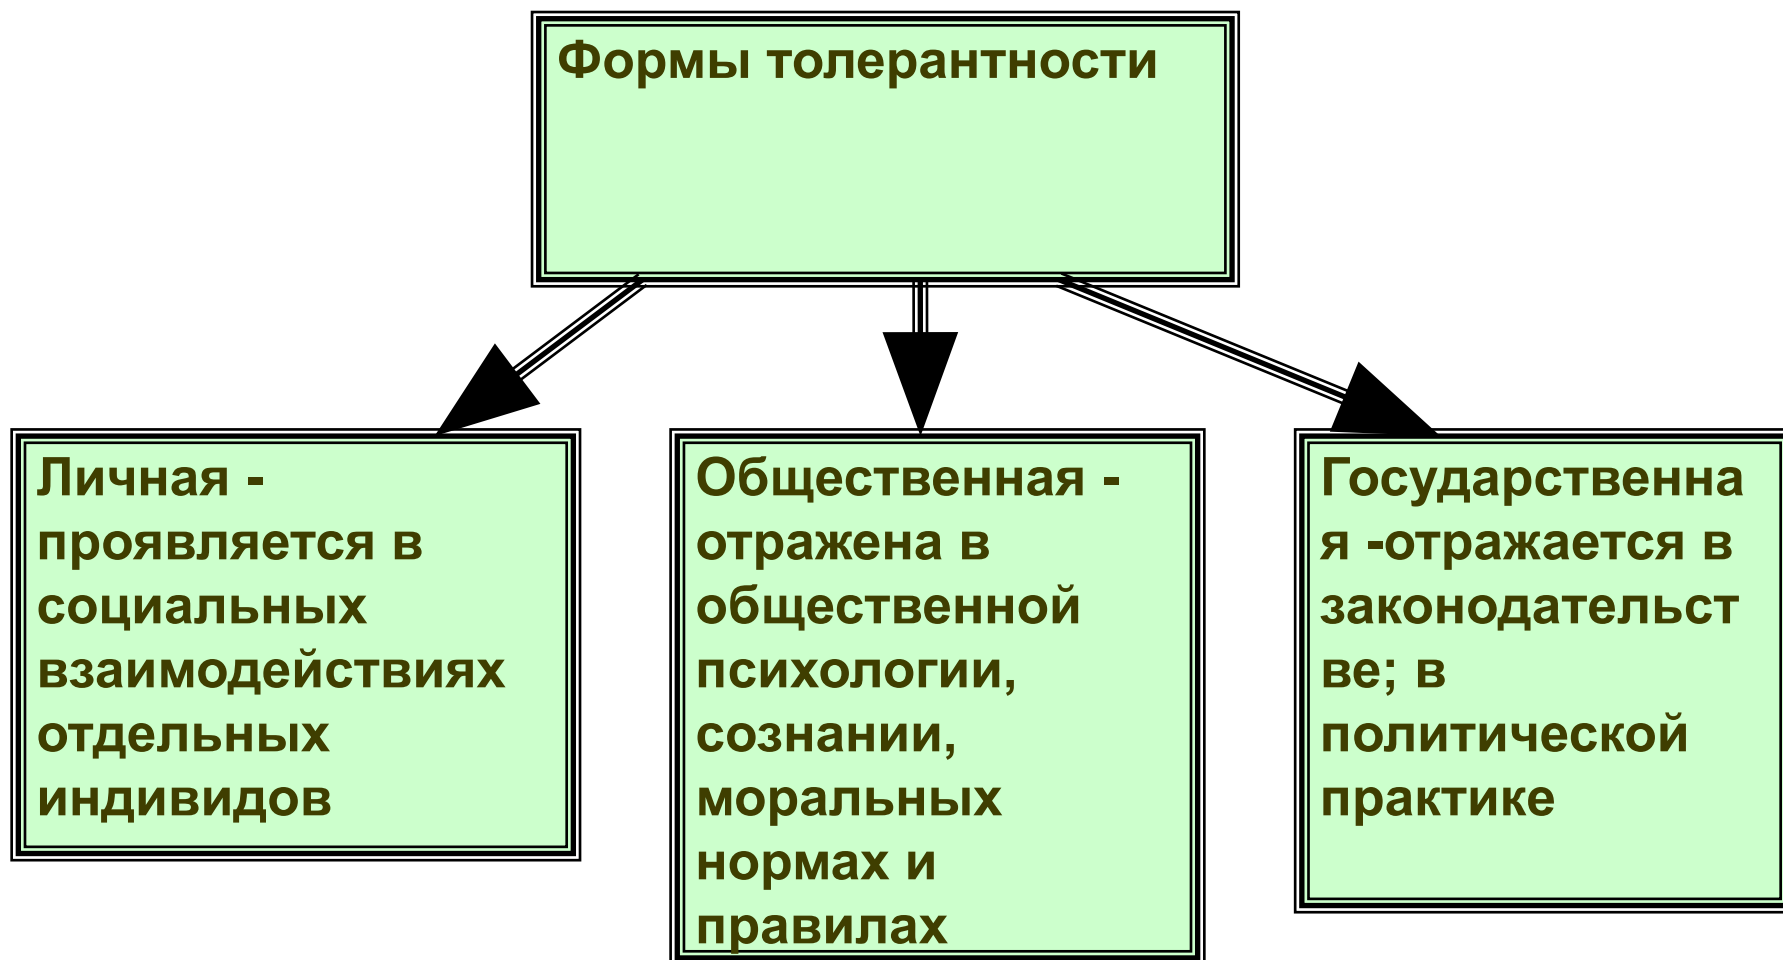 Формы толерантности
Личная -
проявляется в
социальных
взаимодействиях
отдельных
индивидов
Общественная -
отражена в
общественной
психологии,
сознании,
моральных
нормах и
правилах
Государственна
я -отражается в
законодательст
ве; в
политической
практике